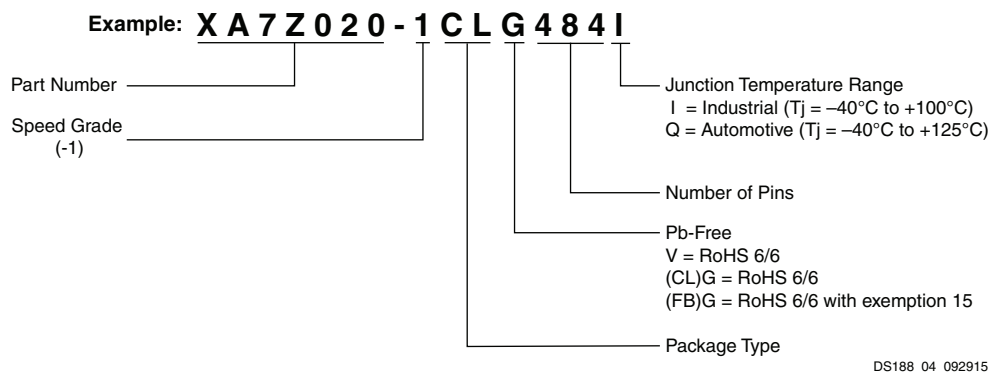 Example: XA7Z020-1CLG484I
Part Number
Speed Grade
(-1)
Junction Temperature Range
I = Industrial (Tj = –40°C to +100°C)
Q = Automotive (Tj = –40°C to +125°C)
Number of Pins
Pb-Free
V = RoHS 6/6
(CL)G = RoHS 6/6
(FB)G = RoHS 6/6 with exemption 15
Package Type
DS188_04_092915